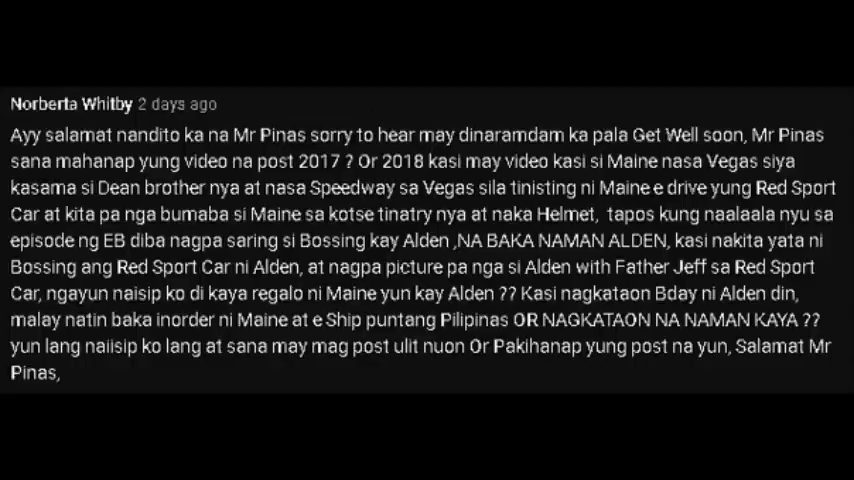 Norberta Whitby 2 days ago
Ayy salamat nandito ka na Mr Pinas sorry to hear may dinaramdam ka pala Get Well soon, Mr Pinas
sana mahanap yung video na post 2017 ? Or 2018 kasi may video kasi si Maine nasa Vegas siya
kasama si Dean brother nya at nasa Speedway sa Vegas sila tinisting ni Maine e drive yung Red Sport
Car at kita pa nga bumaba si Maine sa kotse tinatry nya at naka Helmet, tapos kung naalaala nyu sa
episode ng EB diba nagpa saring si Bossing kay Alden ,NA BAKA NAMAN ALDEN, kasi nakita yata ni
Bossing ang Red Sport Car ni Alden, at nagpa picture pa nga si Alden with Father Jeff sa Red Sport
Car, ngayun naisip ko di kaya regalo ni Maine yun kay Alden ?? Kasi nagkataon Bday ni Alden din,
malay natin baka inorder ni Maine at e Ship puntang Pilipinas OR NAGKATAON NA NAMAN KAYA ??
yun lang naiisip ko lang at sana may mag post ulit nuon Or Pakihanap yung post na yun, Salamat Mr
Pinas,